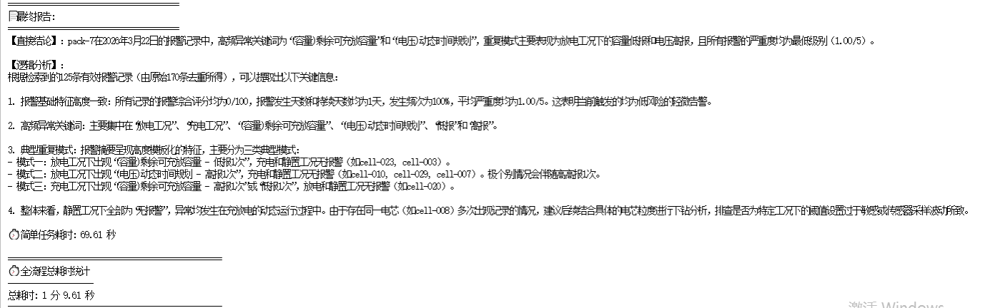 最终报告:
【直接结论】: pack-7在2026年3月22日的报警记录中, 高频异常关键词为“(容量)剩余可充放容量”和“(电压)动态时间规划”, 重复模式主要表现为放电工况下的容量低报和电压高报, 且所有报警的严重度均为最低级别 (1.00/5) 。
【逻辑分析】:
根据检索到的125条有效报警记录 (由原始170条去重所得) , 可以提取出以下关键信息:
1. 报警基础特征高度一致: 所有记录的报警综合评分均为0/100, 报警发生天数和持续天数均为1天, 发生频次为100%, 平均严重度均为1.00/5。这表明当前触发的均为低风险的轻微告警。
2. 高频异常关键词: 主要集中在“放电工况”、“充电工况”、“(容量)剩余可充放容量”、“(电压)动态时间规划”、“低报”和“高报”。
3. 典型重复模式: 报警摘要呈现高度模板化的特征, 主要分为三类典型模式:
- 模式一: 放电工况下出现“(容量)剩余可充放容量 - 低报1次”, 充电和静置工况无报警 (如cell-023, cell-003) 。
- 模式二: 放电工况下出现“(电压)动态时间规划 - 高报1次”, 充电和静置工况无报警 (如cell-010, cell-029, cell-007) 。极个别情况会伴随高高报1次。
- 模式三: 充电工况下出现“(容量)剩余可充放容量 - 高报1次”或“低报1次”, 放电和静置工况无报警 (如cell-020) 。
4. 整体来看, 静置工况下全部为“无报警”, 异常均发生在充放电的动态运行过程中。由于存在同一电芯 (如cell-008) 多次出现记录的情况, 建议后续结合具体的电芯粒度进行下钻分析, 排查是否为特定工况下的阈值设置过于敏感或传感器采样波动所致。
简单任务耗时: 69.61 秒
全流程总耗时统计
总耗时: 1 分 9.61 秒
激活 Windows